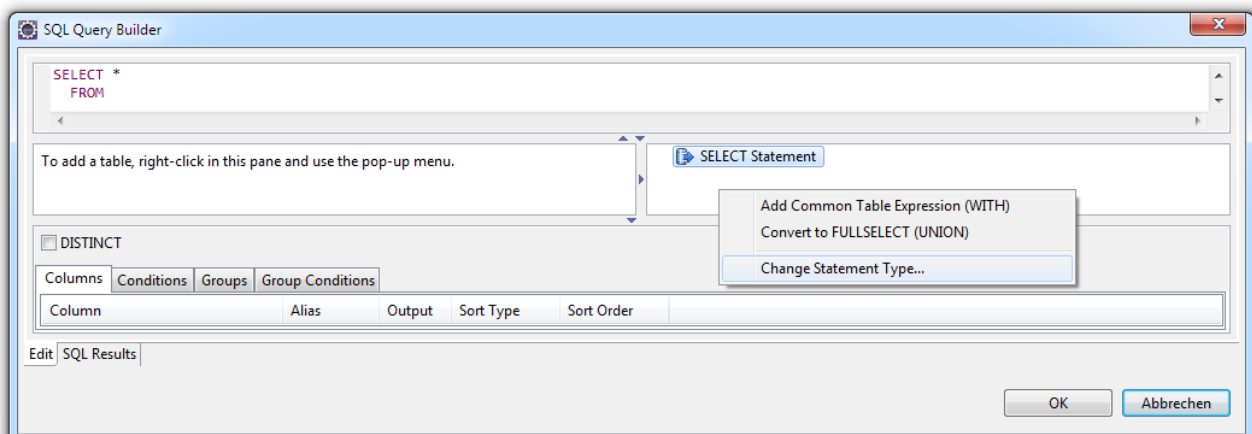 SQL Query Builder
SELECT *
FROM
To add a table, right-click in this pane and use the pop-up menu.
SELECT Statement
Add Common Table Expression (WITH)
Convert to FULLSELECT (UNION)
Change Statement Type...
DISTINCT
Columns Conditions Groups Group Conditions
Column Alias Output Sort Type Sort Order
Edit SQL Results
OK Abbrechen